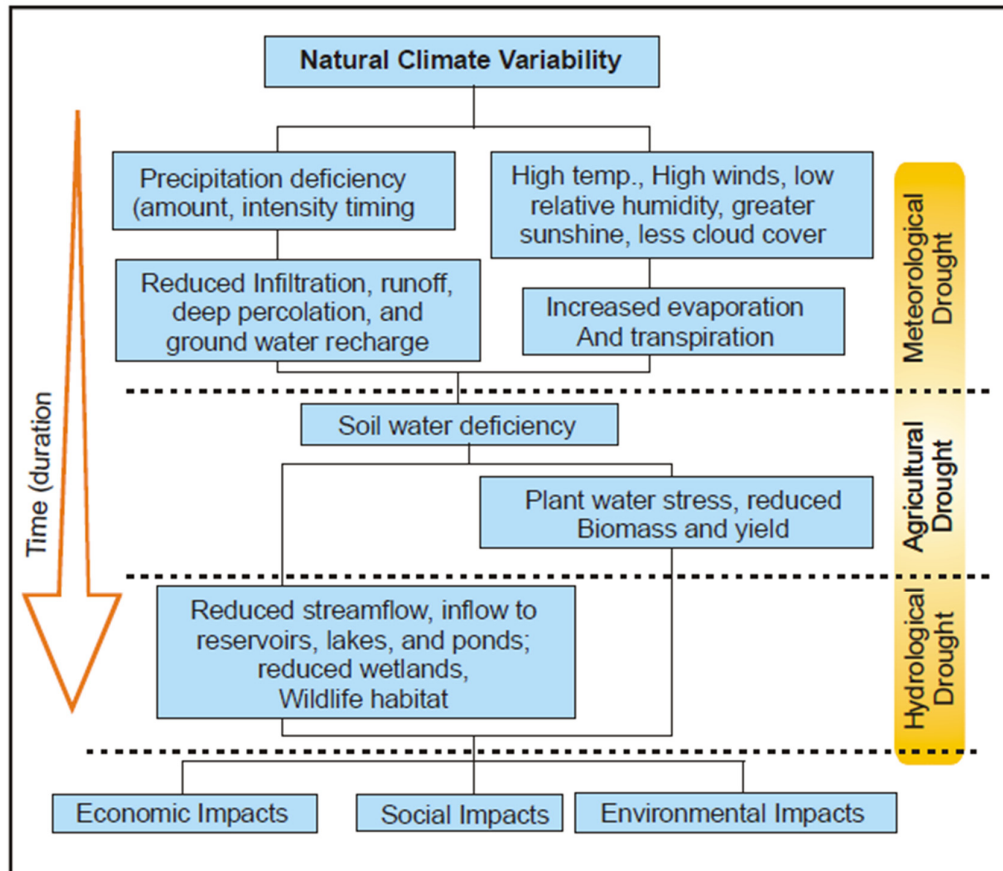 Natural Climate Variability
Precipitation deficiency
(amount, intensity timing
High temp., High winds, low
relative humidity, greater
sunshine, less cloud cover
Reduced Infiltration, runoff,
deep percolation, and
ground water recharge
Increased evaporation
And transpiration
Meteorological
Drought
Soil water deficiency
Plant water stress, reduced
Biomass and yield
Agricultural
Drought
Time (duration
Reduced streamflow, inflow to
reservoirs, lakes, and ponds;
reduced wetlands,
Wildlife habitat
Hydrological
Drought
Economic Impacts
Social Impacts
Environmental Impacts